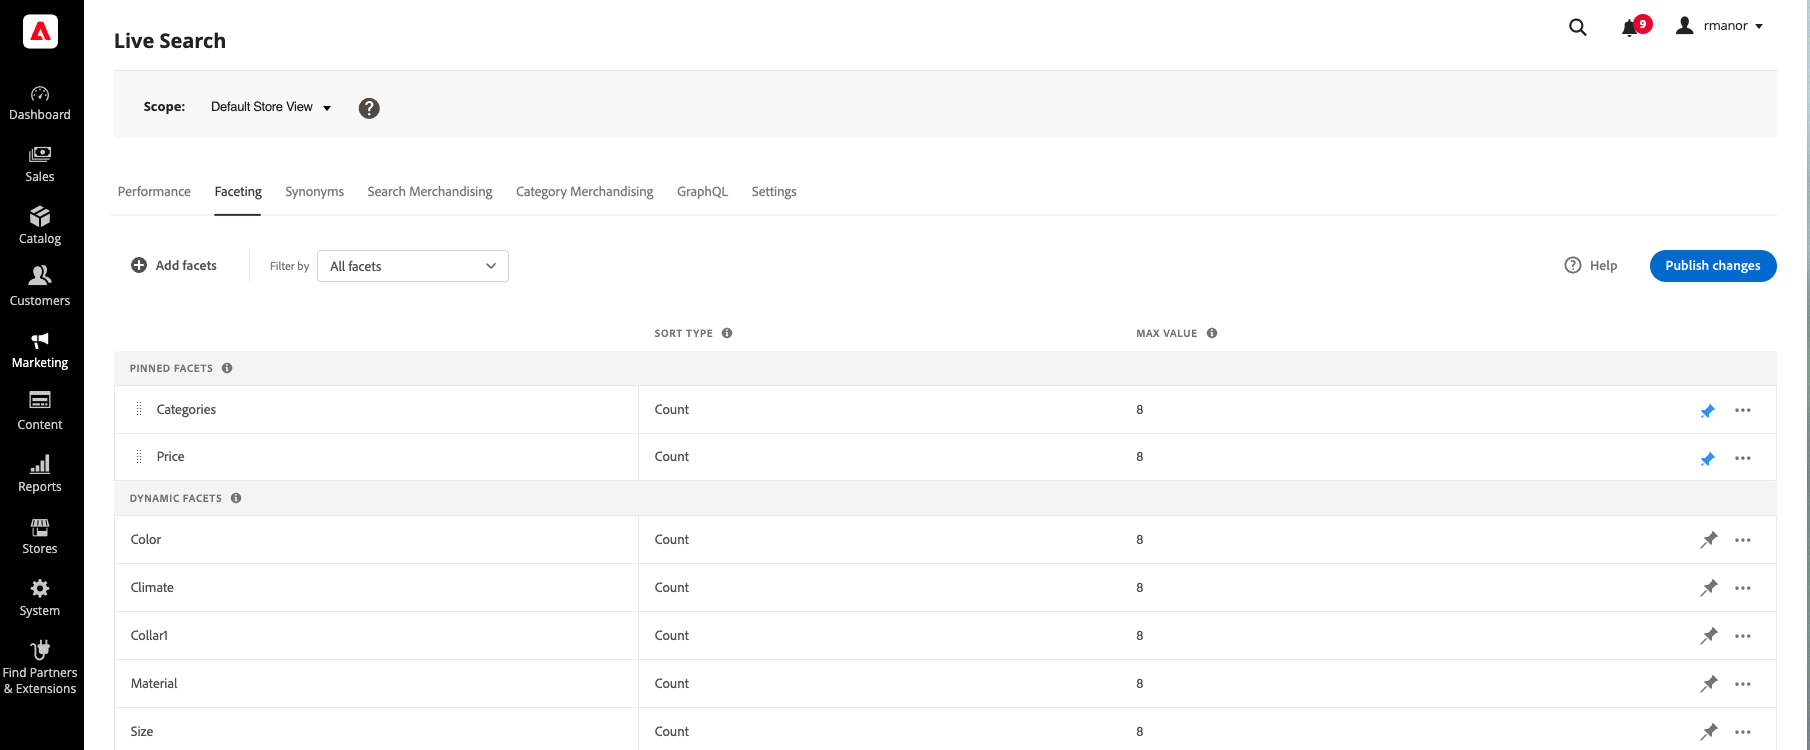 Live Search
9
rmanor
Scope: Default Store View
Dashboard
Sales
Catalog
Customers
Marketing
Content
Reports
Stores
System
Find Partners
& Extensions
Performance Faceting Synonyms Search Merchandising Category Merchandising GraphQL Settings
Add facets Filter by All facets Help Publish changes
SORT TYPE MAX VALUE
PINNED FACETS
Categories Count 8
Price Count 8
DYNAMIC FACETS
Color Count 8
Climate Count 8
Collar1 Count 8
Material Count 8
Size Count 8